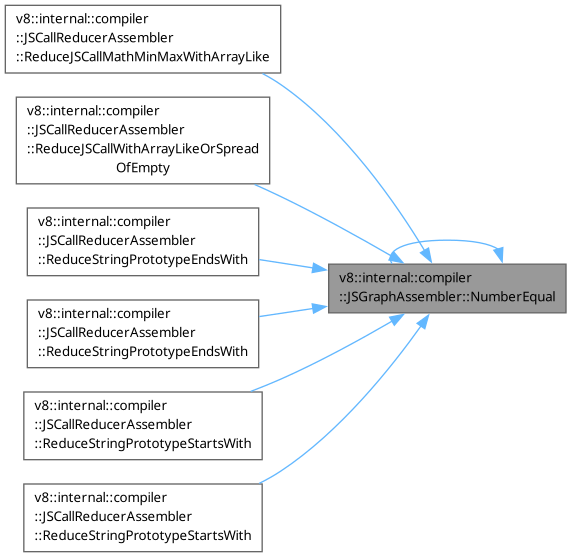 v8::internal::compiler
::JSCallReducerAssembler
::ReduceJSCallMathMinMaxWithArrayLike
v8::internal::compiler
::JSCallReducerAssembler
::ReduceJSCallWithArrayLikeOrSpread
OfEmpty
v8::internal::compiler
::JSCallReducerAssembler
::ReduceStringPrototypeEndsWith
v8::internal::compiler
::JSGraphAssembler::NumberEqual
v8::internal::compiler
::JSCallReducerAssembler
::ReduceStringPrototypeEndsWith
v8::internal::compiler
::JSCallReducerAssembler
::ReduceStringPrototypeStartsWith
v8::internal::compiler
::JSCallReducerAssembler
::ReduceStringPrototypeStartsWith